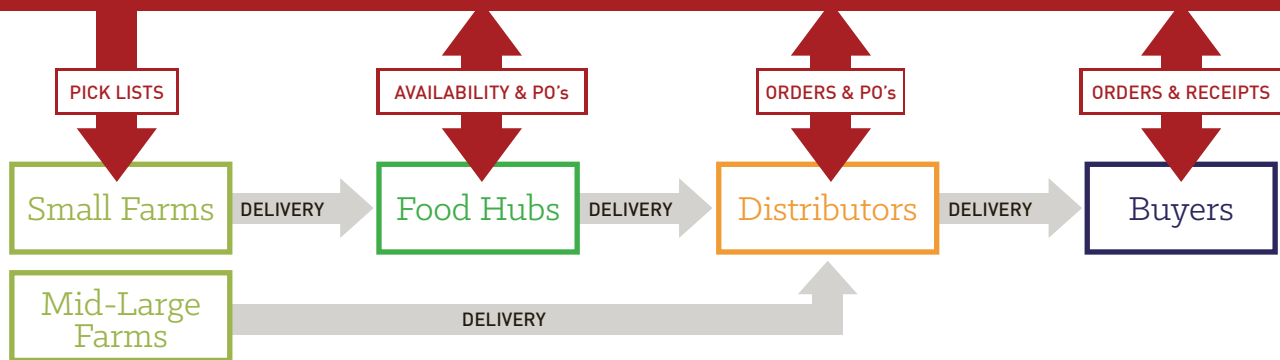 PICK LISTS
AVAILABILITY & PO's
ORDERS & PO's
ORDERS & RECEIPTS
Small Farms
DELIVERY
Food Hubs
DELIVERY
Distributors
DELIVERY
Buyers
Mid-Large
Farms
DELIVERY